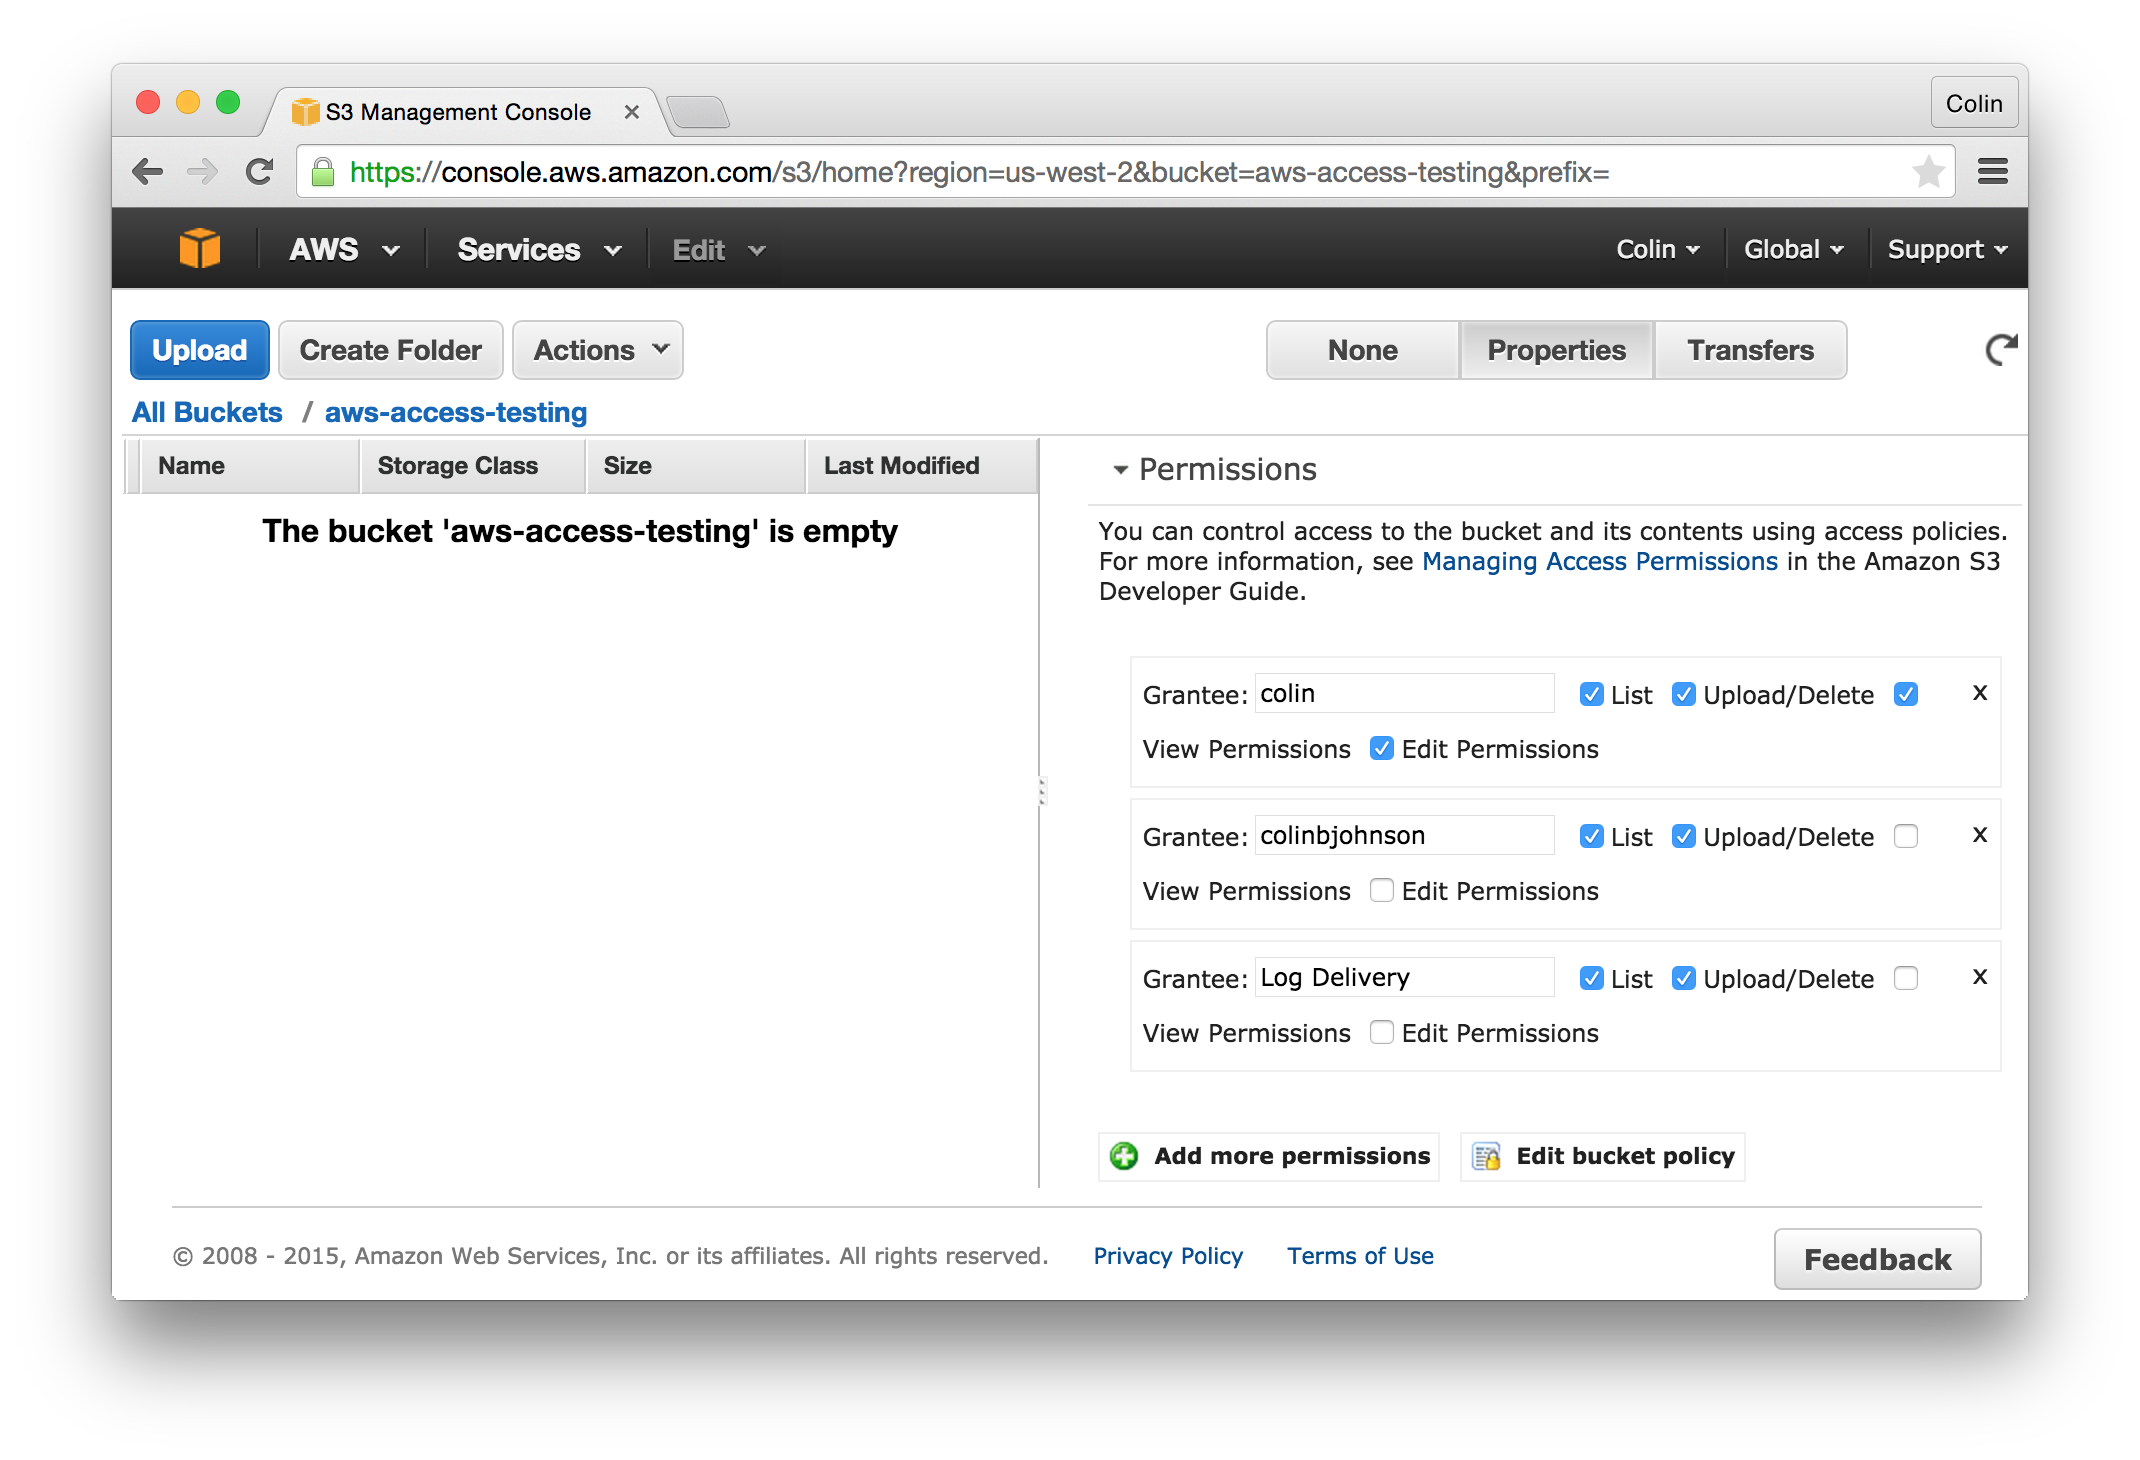 S3 Management Console
Colin
https://console.aws.amazon.com/s3/home?region=us-west-2&bucket=aws-access-testing&prefix=
AWS Services Edit Colin Global Support
Upload Create Folder Actions None Properties Transfers
All Buckets / aws-access-testing
Name Storage Class Size Last Modified
The bucket 'aws-access-testing' is empty
Permissions
You can control access to the bucket and its contents using access policies.
For more information, see Managing Access Permissions in the Amazon S3
Developer Guide.
Grantee: colin List Upload/Delete x
View Permissions Edit Permissions
Grantee: colinbjohnson List Upload/Delete x
View Permissions Edit Permissions
Grantee: Log Delivery List Upload/Delete x
View Permissions Edit Permissions
Add more permissions Edit bucket policy
© 2008 - 2015, Amazon Web Services, Inc. or its affiliates. All rights reserved. Privacy Policy Terms of Use Feedback